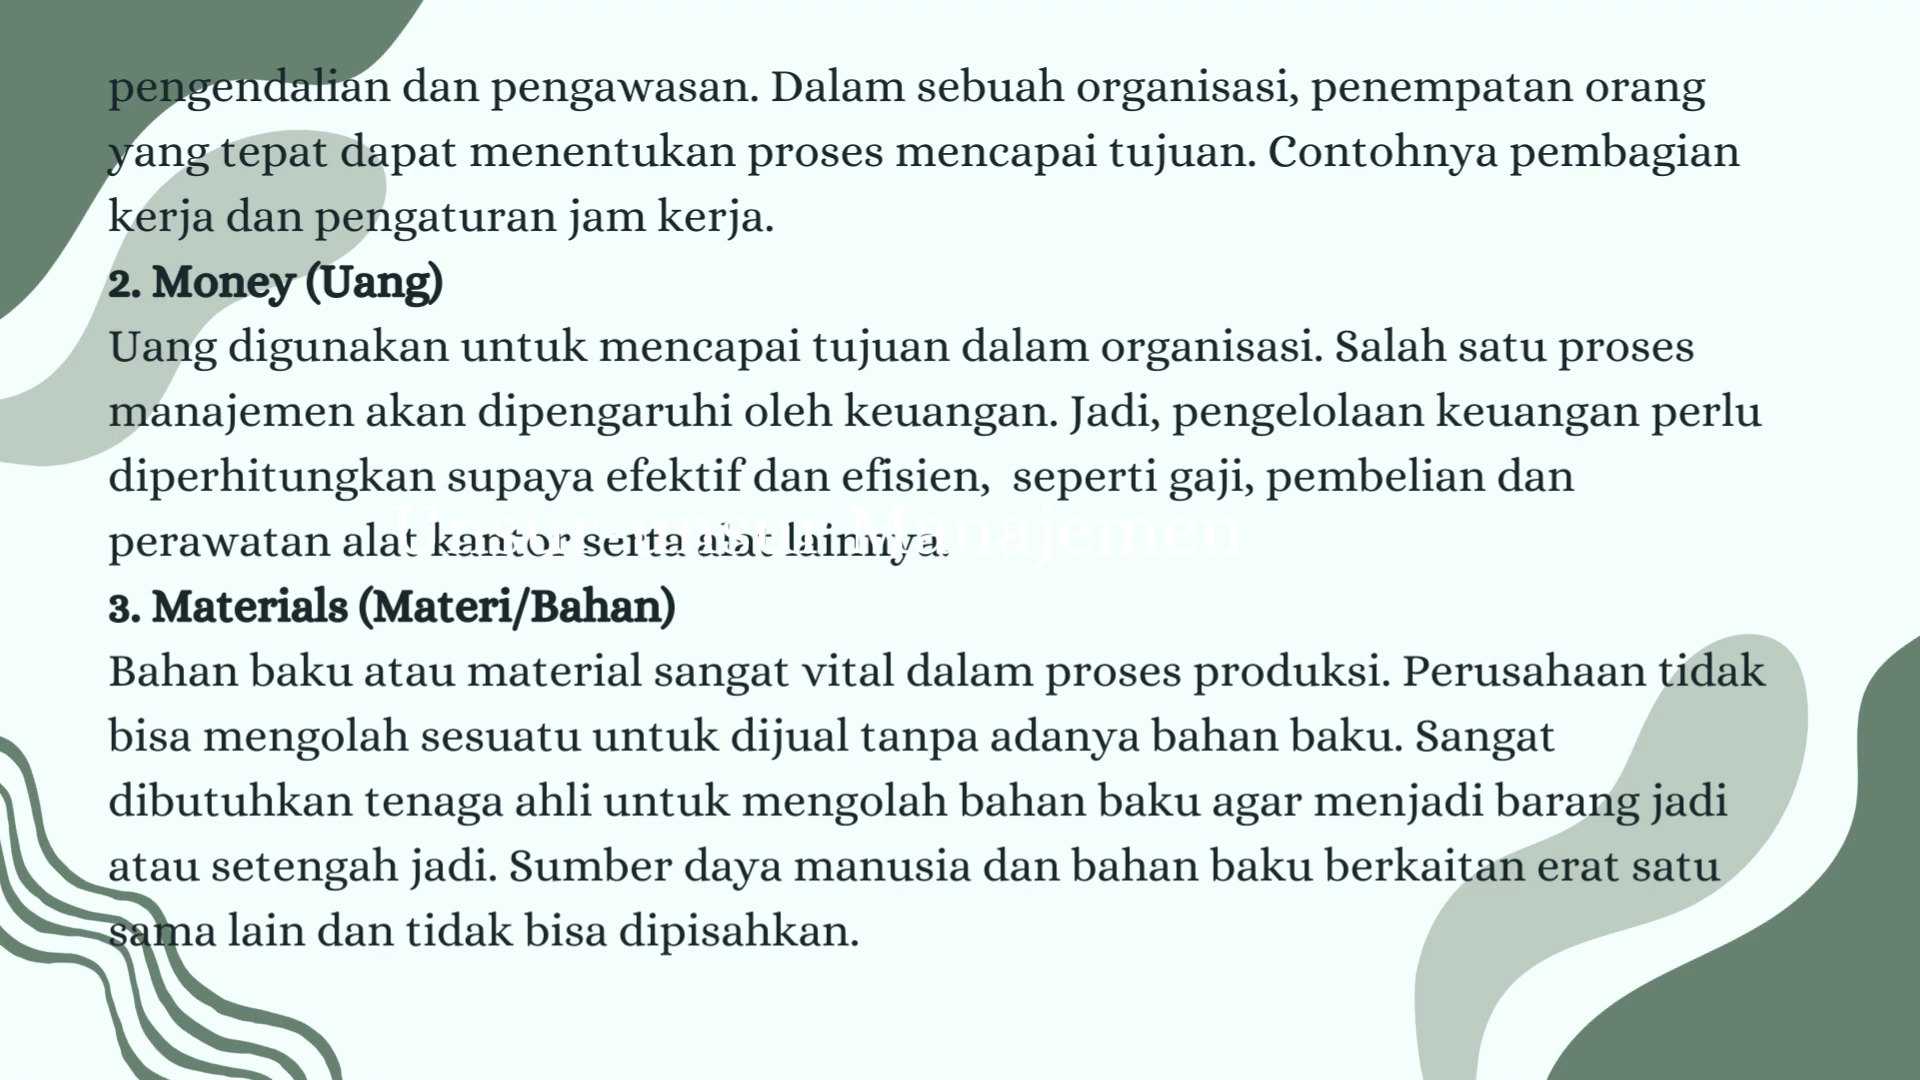 pengendalian dan pengawasan. Dalam sebuah organisasi, penempatan orang
yang tepat dapat menentukan proses mencapai tujuan. Contohnya pembagian
kerja dan pengaturan jam kerja.
2. Money (Uang)
Uang digunakan untuk mencapai tujuan dalam organisasi. Salah satu proses
manajemen akan dipengaruhi oleh keuangan. Jadi, pengelolaan keuangan perlu
diperhitungkan supaya efektif dan efisien,  seperti gaji, pembelian dan
Unsur-unsur Manajemen
perawatan alat kantor serta alat lainnya.
3. Materials (Materi/Bahan)
Bahan baku atau material sangat vital dalam proses produksi. Perusahaan tidak
bisa mengolah sesuatu untuk dijual tanpa adanya bahan baku. Sangat
dibutuhkan tenaga ahli untuk mengolah bahan baku agar menjadi barang jadi
atau setengah jadi. Sumber daya manusia dan bahan baku berkaitan erat satu
sama lain dan tidak bisa dipisahkan.